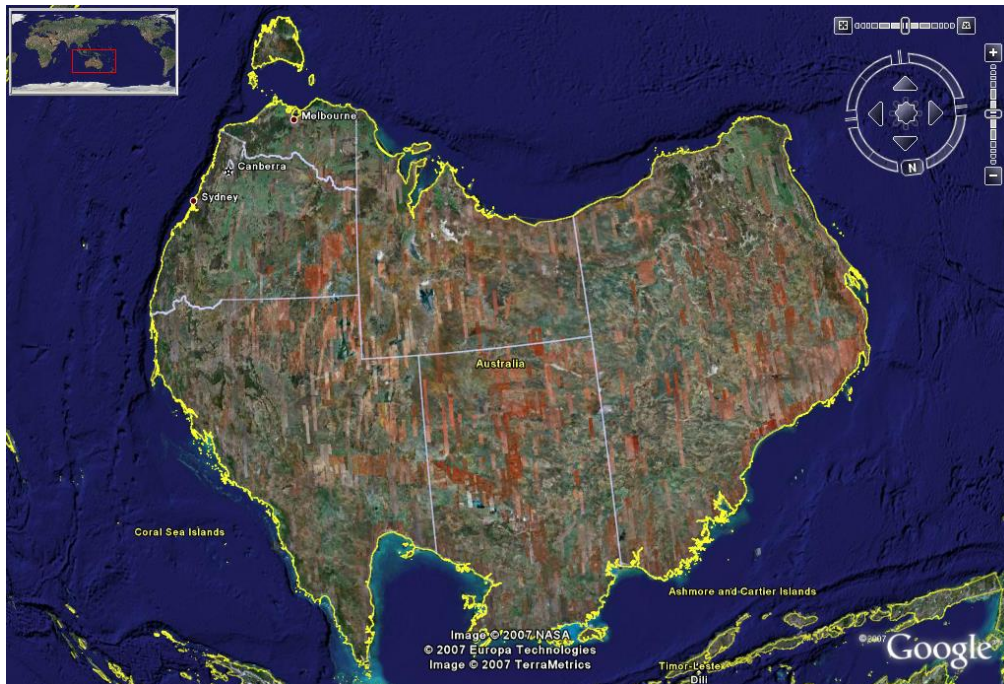 Melbourne
Canberra
N
Sydney
Australia
Coral Sea Islands
Ashmore and Cartier Islands
Image © 2007 NASA
© 2007 Europa Technologies
Image © 2007 TerraMetrics
©2007 Google
Timor-Leste
Dili